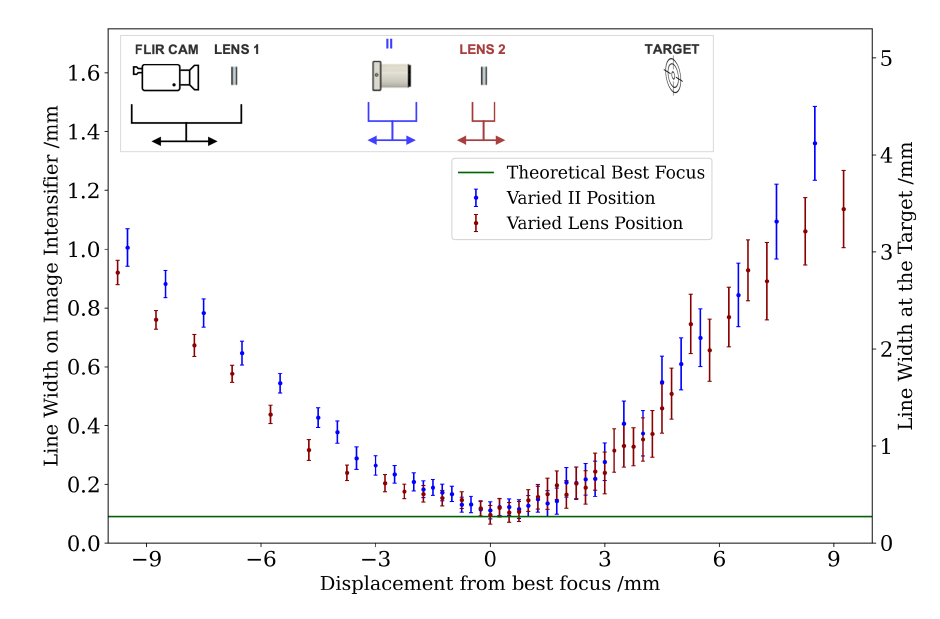 FLIR CAM LENS 1 II LENS 2 TARGET
Theoretical Best Focus
Varied II Position
Varied Lens Position
Line Width on Image Intensifier /mm
1.6
1.4
1.2
1.0
0.8
0.6
0.4
0.2
0.0
−9 −6 −3 0 3 6 9
Displacement from best focus /mm
5
4
3
2
1
0
Line Width at the Target /mm